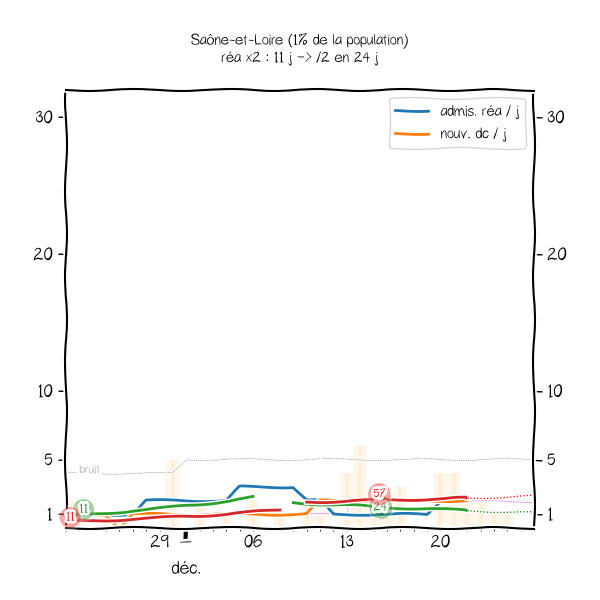 Saône-et-Loire (1% de la population)
réa x2 : 11 j -> /2 en 24 j
admis. réa / j
nouv. dc / j
30 30
20 20
10 10
5 5
bruit
1 1
11 11 57 24
29 1 06 13 20
déc.